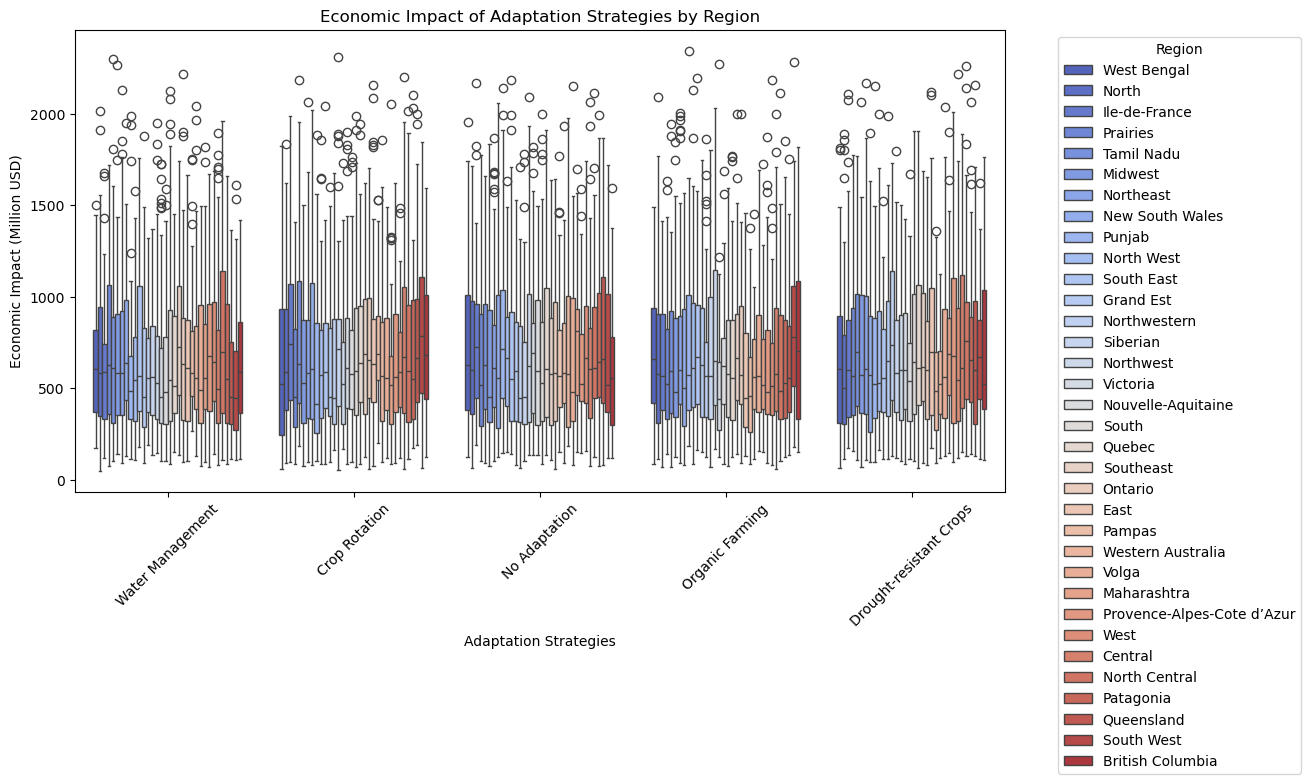 Economic Impact of Adaptation Strategies by Region
Economic Impact (Million USD)
2000
1500
1000
500
0
Water Management
Crop Rotation
No Adaptation
Organic Farming
Drought-resistant Crops
Adaptation Strategies
Region
West Bengal
North
Ile-de-France
Prairies
Tamil Nadu
Midwest
Northeast
New South Wales
Punjab
North West
South East
Grand Est
Northwestern
Siberian
Northwest
Victoria
Nouvelle-Aquitaine
South
Quebec
Southeast
Ontario
East
Pampas
Western Australia
Volga
Maharashtra
Provence-Alpes-Cote d’Azur
West
Central
North Central
Patagonia
Queensland
South West
British Columbia